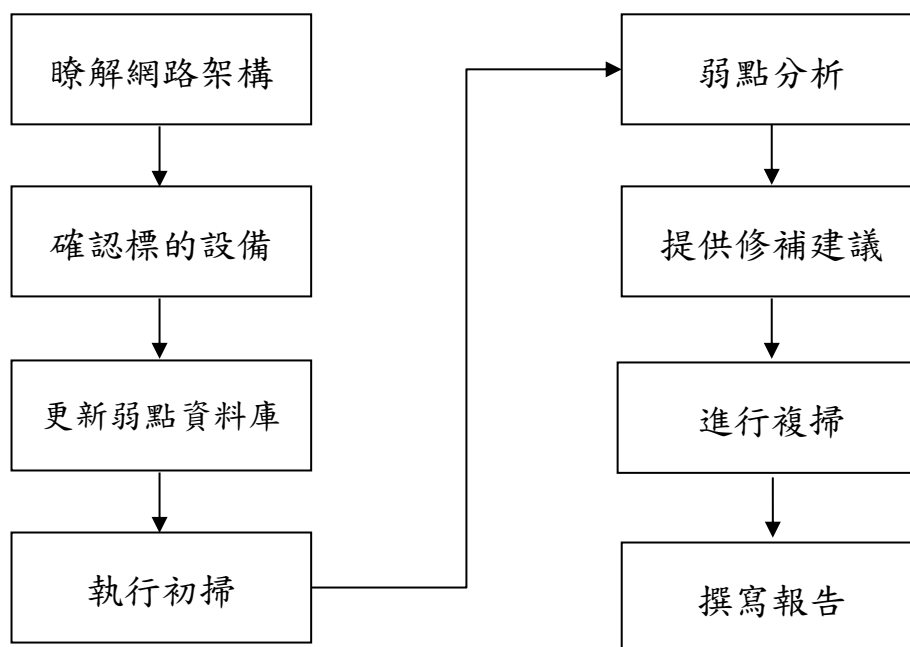 瞭解網路架構
確認標的設備
更新弱點資料庫
執行初掃
弱點分析
提供修補建議
進行複掃
撰寫報告